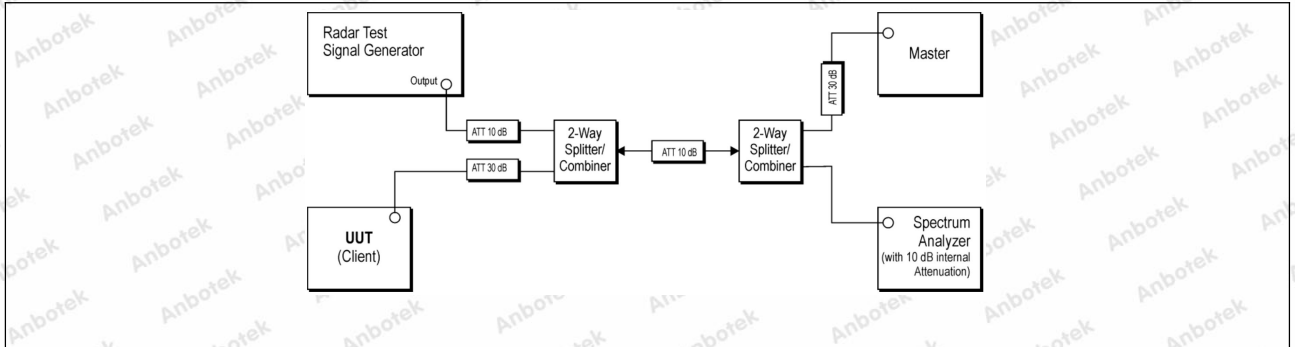 Radar Test
Signal Generator
Output
ATT 10 dB
ATT 30 dB
UUT
(Client)
2-Way
Splitter/
Combiner
ATT 10 dB
2-Way
Splitter/
Combiner
ATT 30 dB
Master
Spectrum
Analyzer
(with 10 dB internal
Attenuation)
Anbotek